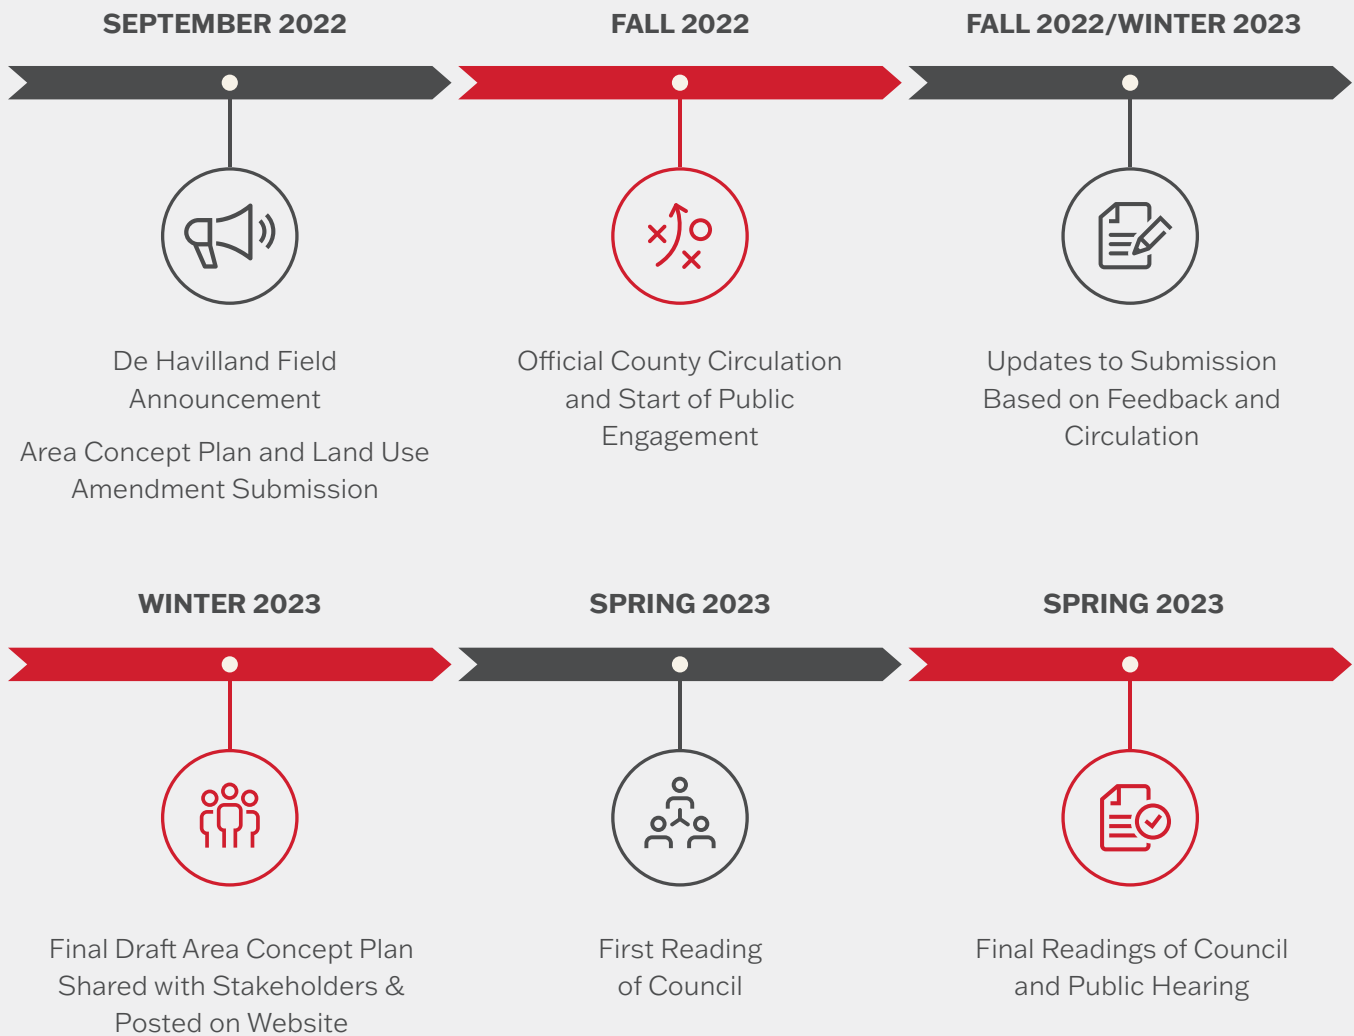 SEPTEMBER 2022
De Havilland Field
Announcement
Area Concept Plan and Land Use
Amendment Submission
FALL 2022
Official County Circulation
and Start of Public
Engagement
FALL 2022/WINTER 2023
Updates to Submission
Based on Feedback and
Circulation
WINTER 2023
Final Draft Area Concept Plan
Shared with Stakeholders &
Posted on Website
SPRING 2023
First Reading
of Council
SPRING 2023
Final Readings of Council
and Public Hearing